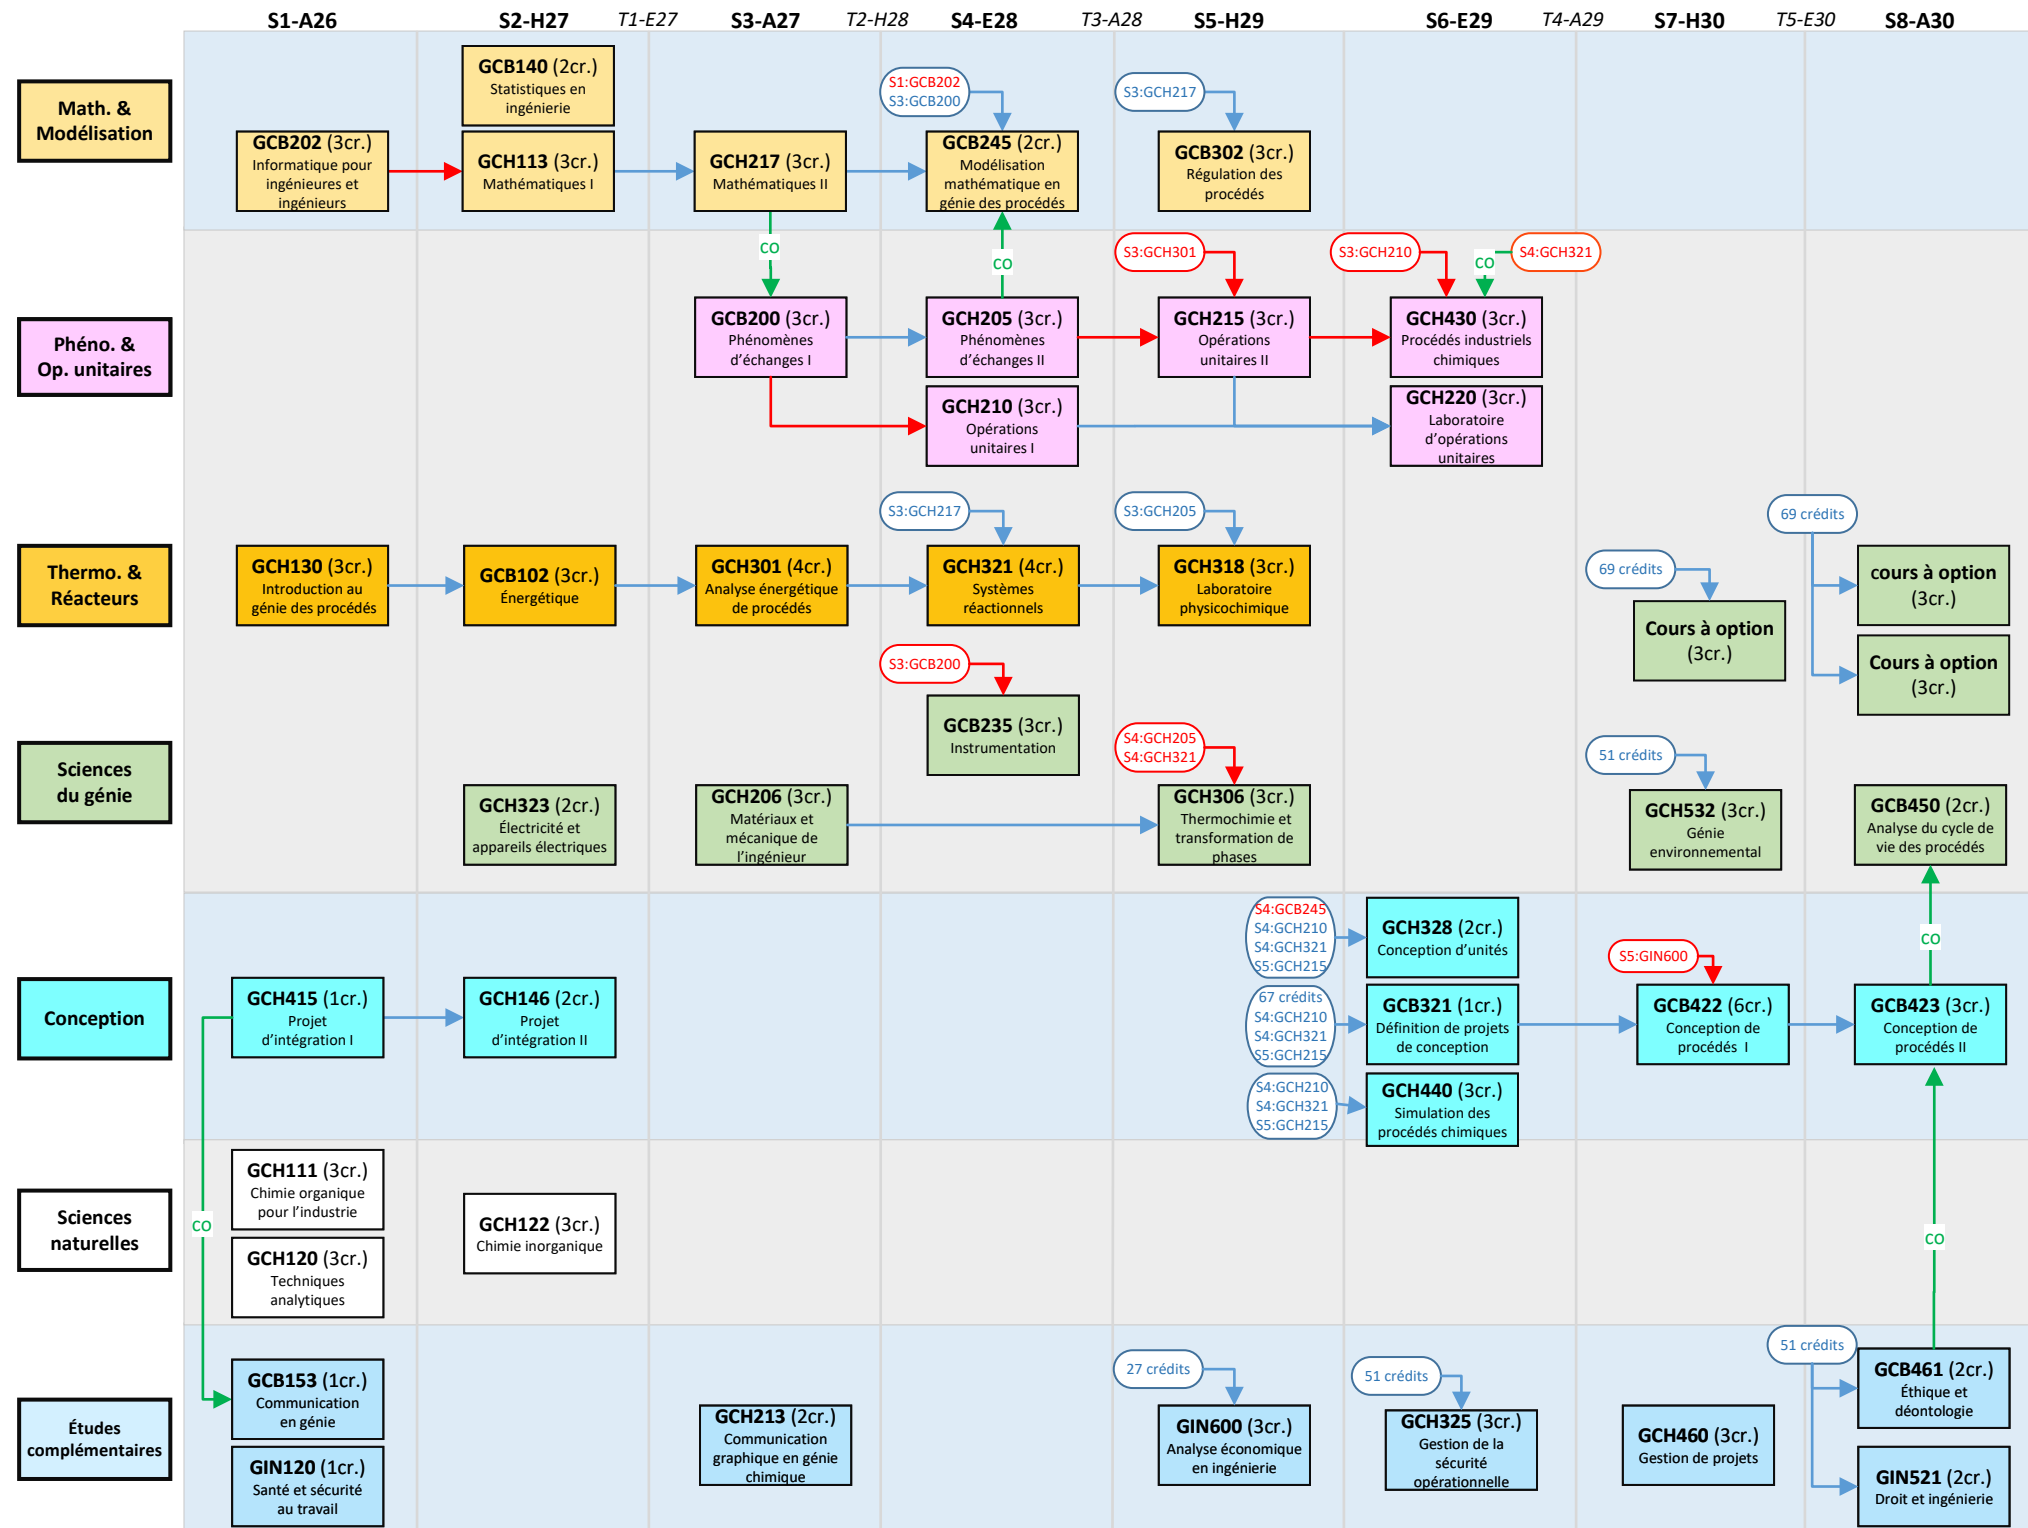 S1-A26 S2-H27 T1-E27 S3-A27 T2-H28 S4-E28 T3-A28 S5-H29 S6-E29 T4-A29 S7-H30 T5-E30 S8-A30
Math. &
Modélisation
GCB202 (3cr.)
Informatique pour
ingénieures et
ingénieurs
GCB140 (2cr.)
Statistiques en
ingénierie
GCH113 (3cr.)
Mathématiques I
GCH217 (3cr.)
Mathématiques II
S1:GCB202
S3:GCB200
GCB245 (2cr.)
Modélisation
mathématique en
génie des procédés
S3:GCH217
GCB302 (3cr.)
Régulation des
procédés
CO
CO
Phéno. &
Op. unitaires
GCB200 (3cr.)
Phénomènes
d'échanges I
GCH205 (3cr.)
Phénomènes
d'échanges II
GCH210 (3cr.)
Opérations
unitaires I
S3:GCH301
GCH215 (3cr.)
Opérations
unitaires II
S3:GCH210
CO
S4:GCH321
GCH430 (3cr.)
Procédés industriels
chimiques
GCH220 (3cr.)
Laboratoire
d'opérations
unitaires
Thermo. &
Réacteurs
GCH130 (3cr.)
Introduction au
génie des procédés
GCB102 (3cr.)
Énergétique
GCH301 (4cr.)
Analyse énergétique
de procédés
S3:GCH217
GCH321 (4cr.)
Systèmes
réactionnels
S3:GCH205
GCH318 (3cr.)
Laboratoire
physicochimique
69 crédits
Cours à option
(3cr.)
69 crédits
cours à option
(3cr.)
Cours à option
(3cr.)
Sciences
du génie
GCH323 (2cr.)
Électricité et
appareils électriques
GCH206 (3cr.)
Matériaux et
mécanique de
l'ingénieur
S3:GCB200
GCB235 (3cr.)
Instrumentation
S4:GCH205
S4:GCH321
GCH306 (3cr.)
Thermochimie et
transformation de
phases
51 crédits
GCH532 (3cr.)
Génie
environnemental
GCB450 (2cr.)
Analyse du cycle de
vie des procédés
CO
Conception
GCH415 (1cr.)
Projet
d'intégration I
GCH146 (2cr.)
Projet
d'intégration II
S4:GCB245
S4:GCH210
S4:GCH321
S5:GCH215
GCH328 (2cr.)
Conception d'unités
67 crédits
S4:GCH210
S4:GCH321
S5:GCH215
GCB321 (1cr.)
Définition de projets
de conception
S4:GCH210
S4:GCH321
S5:GCH215
GCH440 (3cr.)
Simulation des
procédés chimiques
S5:GIN600
GCB422 (6cr.)
Conception de
procédés I
GCB423 (3cr.)
Conception de
procédés II
Sciences
naturelles
CO
GCH111 (3cr.)
Chimie organique
pour l'industrie
GCH120 (3cr.)
Techniques
analytiques
GCH122 (3cr.)
Chimie inorganique
CO
Études
complémentaires
GCB153 (1cr.)
Communication
en génie
GIN120 (1cr.)
Santé et sécurité
au travail
GCH213 (2cr.)
Communication
graphique en génie
chimique
27 crédits
GIN600 (3cr.)
Analyse économique
en ingénierie
51 crédits
GCH325 (3cr.)
Gestion de la
sécurité
opérationnelle
GCH460 (3cr.)
Gestion de projets
51 crédits
GCB461 (2cr.)
Éthique et
déontologie
GIN521 (2cr.)
Droit et ingénierie